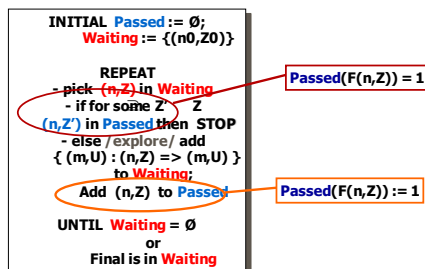 INITIAL Passed := Ø;
Waiting := {(n0,Z0)}
REPEAT
- pick (n,Z) in Waiting
- if for some Z' Z
(n,Z') in Passed then STOP
- else /explore/ add
{ (m,U) : (n,Z) => (m,U) }
to Waiting;
Add (n,Z) to Passed
UNTIL Waiting = Ø
or
Final is in Waiting
Passed(F(n,Z)) = 1
Passed(F(n,Z)) := 1